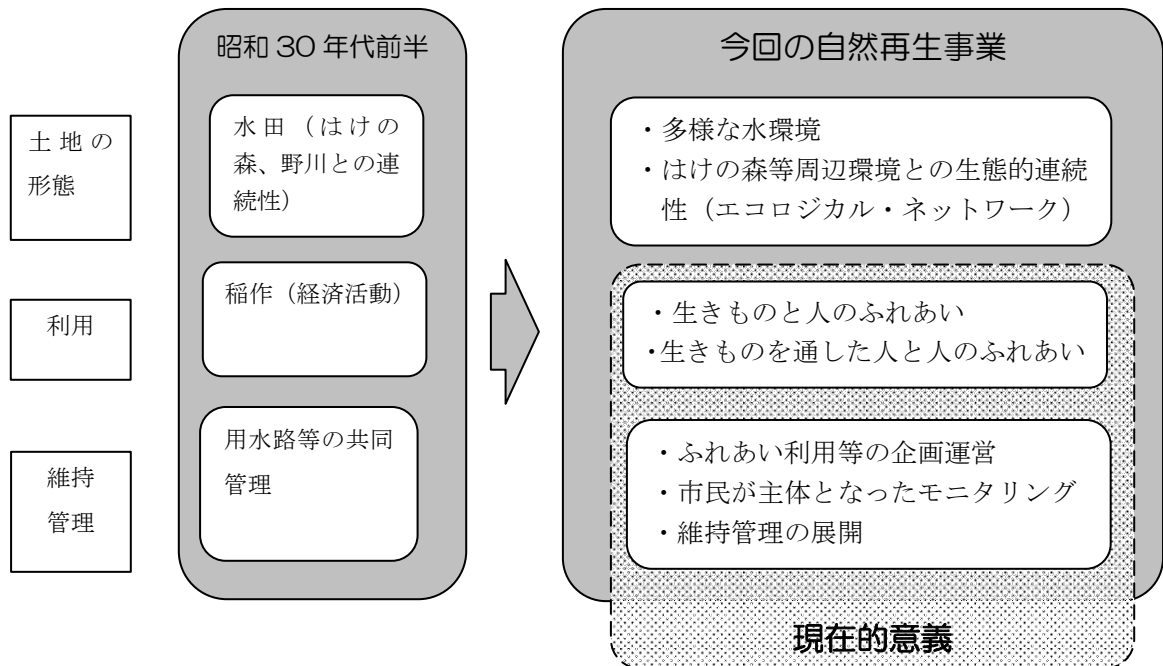 昭和 30 年代前半
今回の自然再生事業
土地の
形態
水田（はけの
森、野川との連
続性）
・多様な水環境
・はけの森等周辺環境との生態的連続
性（エコロジカル・ネットワーク）
利用
稲作（経済活動）
・生きものと人のふれあい
・生きものを通した人と人のふれあい
維持
管理
用水路等の共同
管理
・ふれあい利用等の企画運営
・市民が主体となったモニタリング
・維持管理の展開
現在的意義